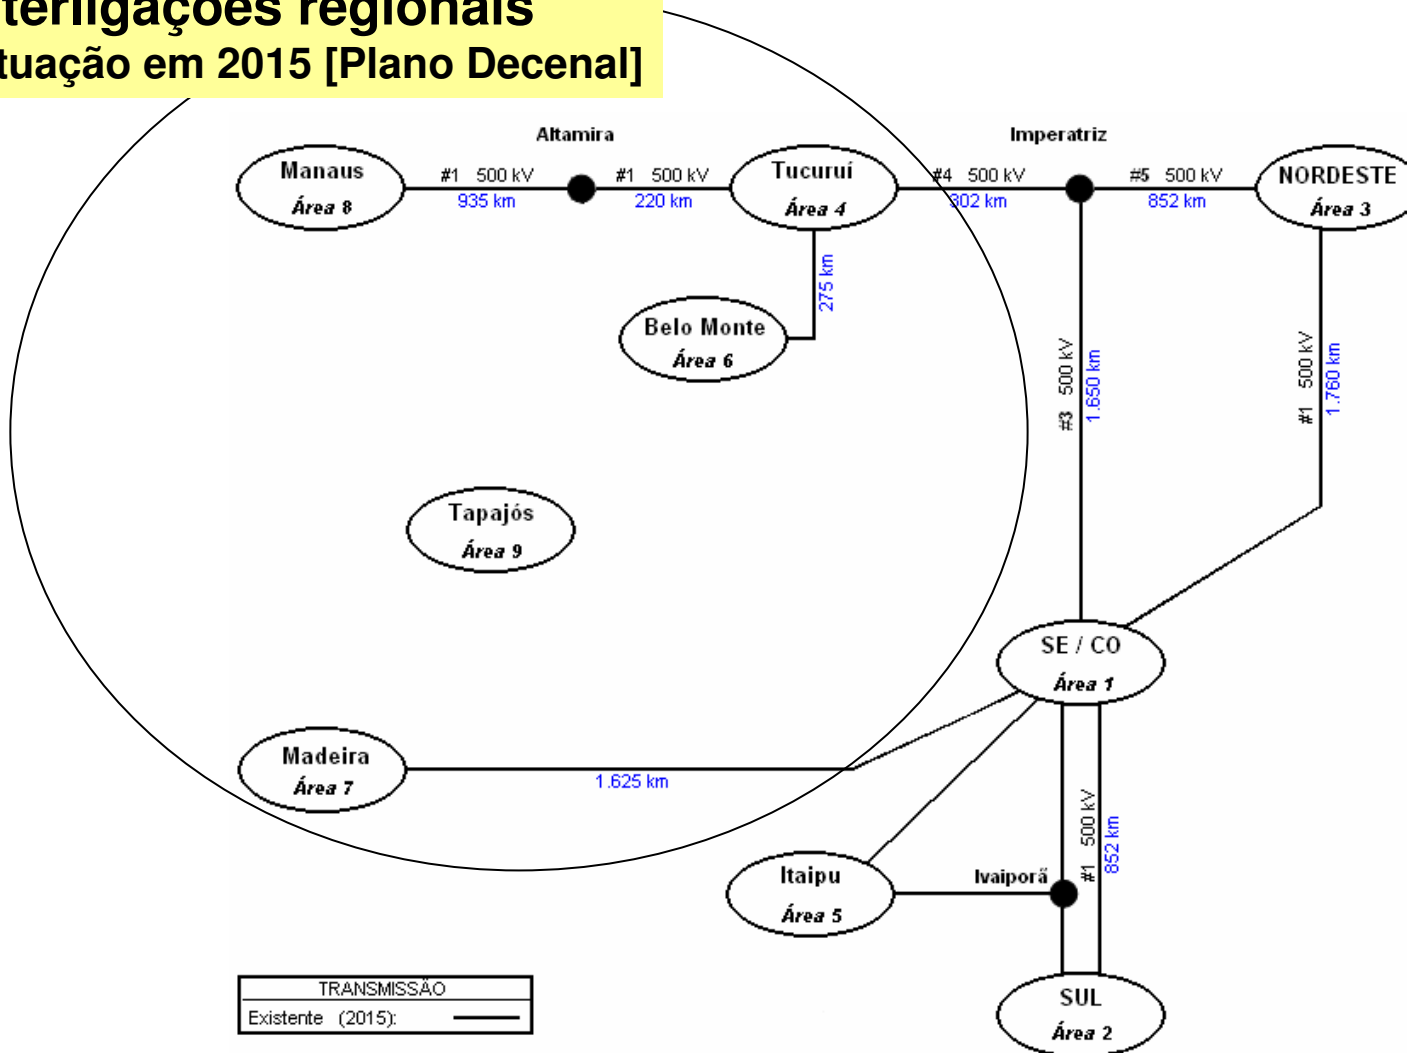 terligações regionais
tuação em 2015 [Plano Decenal]
Altamira
Imperatriz
Manaus
Área 8
#1 500 kV
935 km
#1 500 kV
220 km
Tucuruí
Área 4
#4 500 kV
302 km
#5 500 kV
852 km
NORDESTE
Área 3
275 km
Belo Monte
Área 6
#3 500 kV
1.650 km
#1 500 kV
1.760 km
Tapajós
Área 9
SE / CO
Área 1
Madeira
Área 7
1.625 km
#1 500 kV
852 km
Itaipu
Área 5
Ivaiporã
SUL
Área 2
TRANSMISSÃO
Existente (2015):